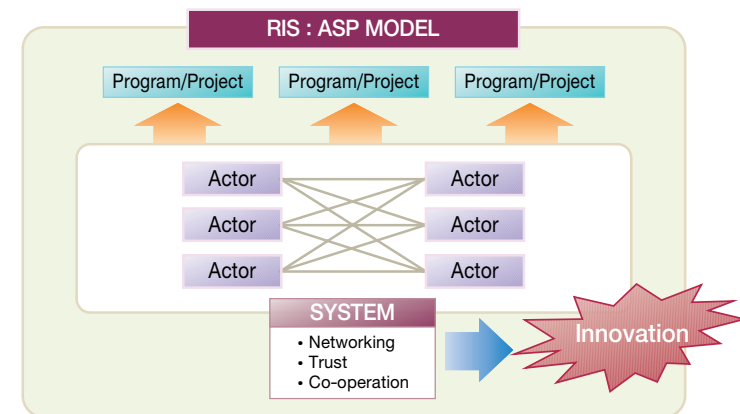 RIS : ASP MODEL
Program/Project Program/Project Program/Project
Actor Actor
Actor Actor
Actor Actor
SYSTEM
• Networking
• Trust
• Co-operation
Innovation